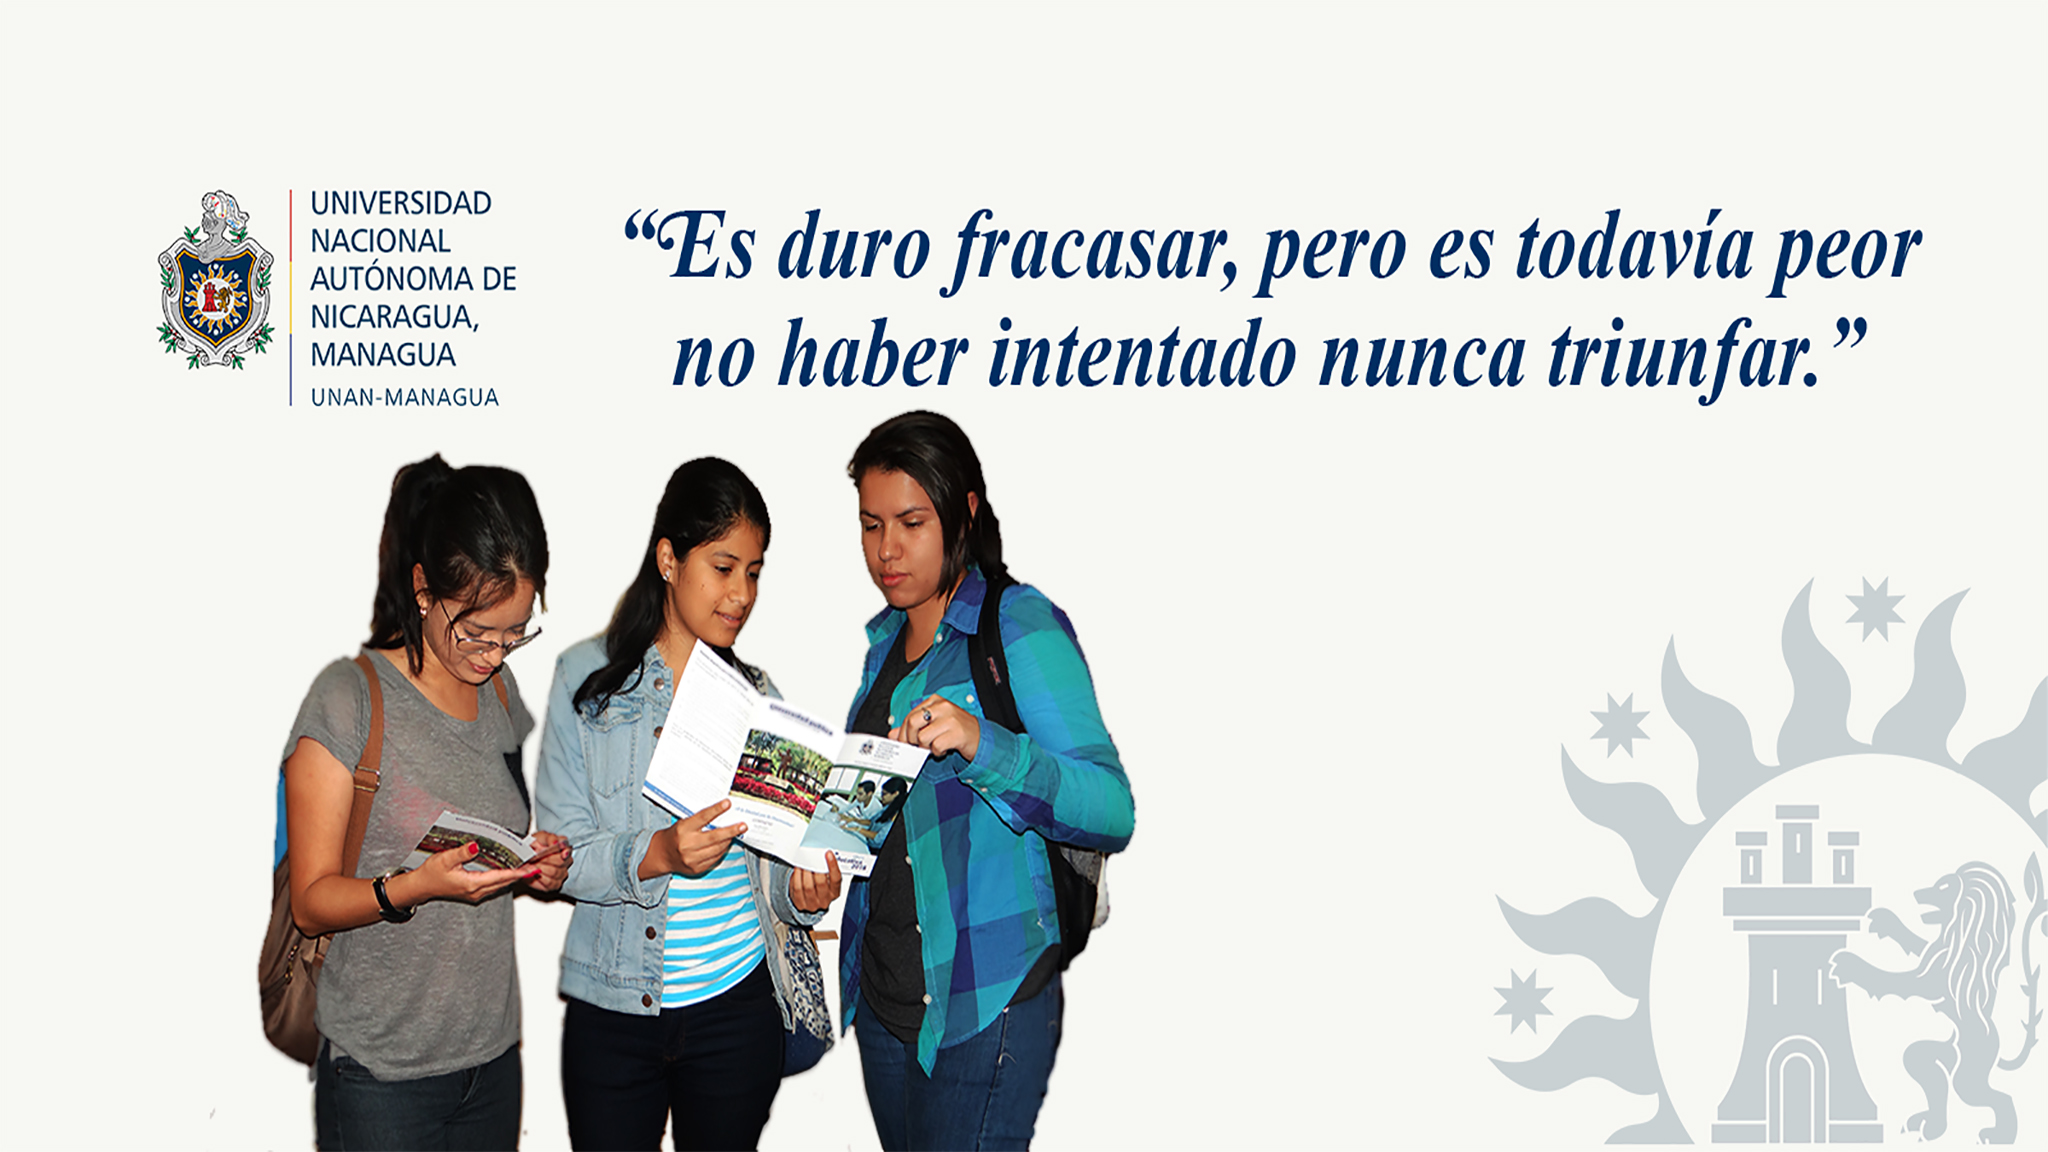 UNIVERSIDAD
NACIONAL
AUTÓNOMA DE
NICARAGUA,
MANAGUA
UNAN-MANAGUA
“Es duro fracasar, pero es todavía peor
no haber intentado nunca triunfar.”